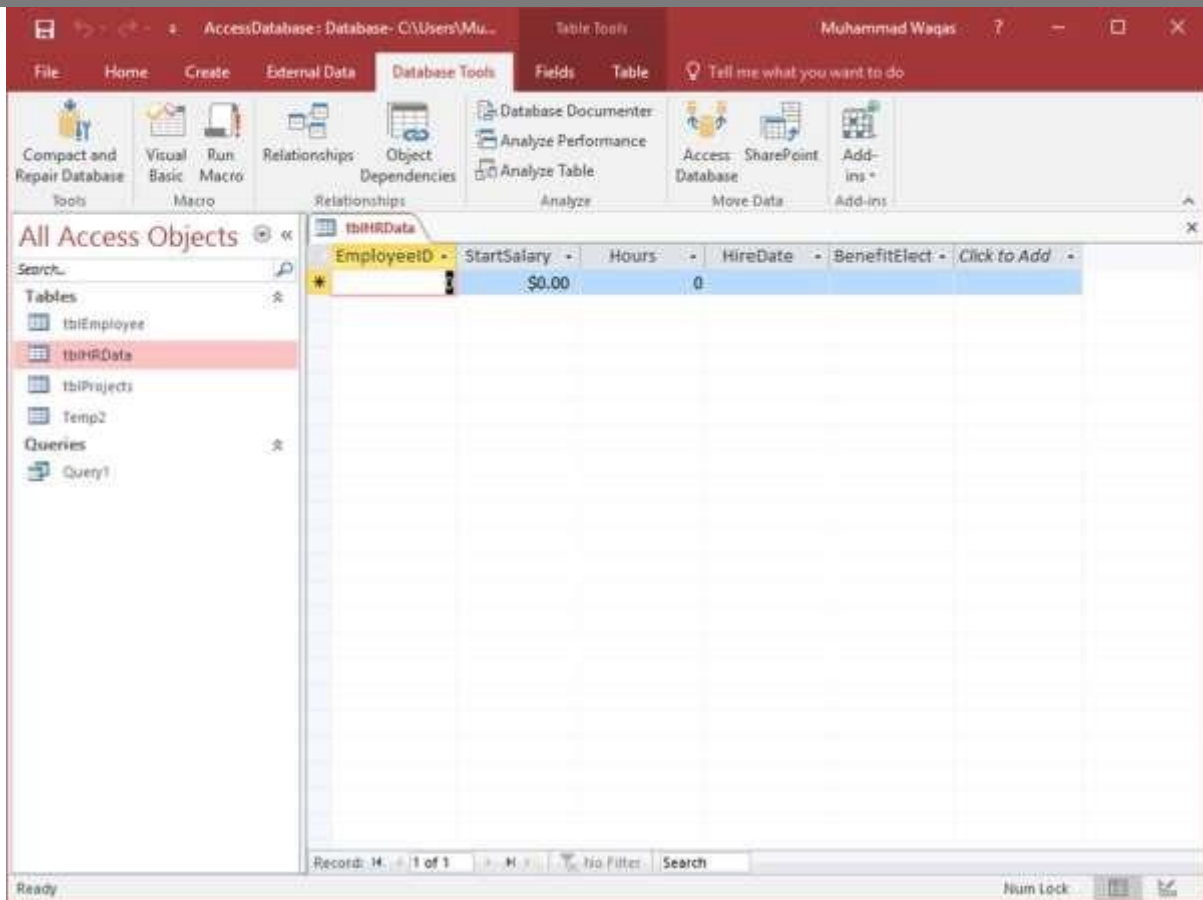 AccessDatabase : Database- C:\Users\Mu... Table Tools Muhammad Waqas ?
File Home Create External Data Database Tools Fields Table Tell me what you want to do
Compact and Repair Database
Visual Basic
Run Macro
Relationships
Object Dependencies
Database Documenter
Analyze Performance
Analyze Table
Access Database
SharePoint
Add-ins
Tools Macro Relationships Analyze Move Data Add-ins
All Access Objects
Search...
Tables
tblEmployee
tblHRData
tblProjects
Temp2
Queries
Query1
tblHRData
EmployeeID StartSalary Hours HireDate BenefitElect Click to Add
0 $0.00 0
Record: 1 of 1 No Filter Search
Ready Num Lock